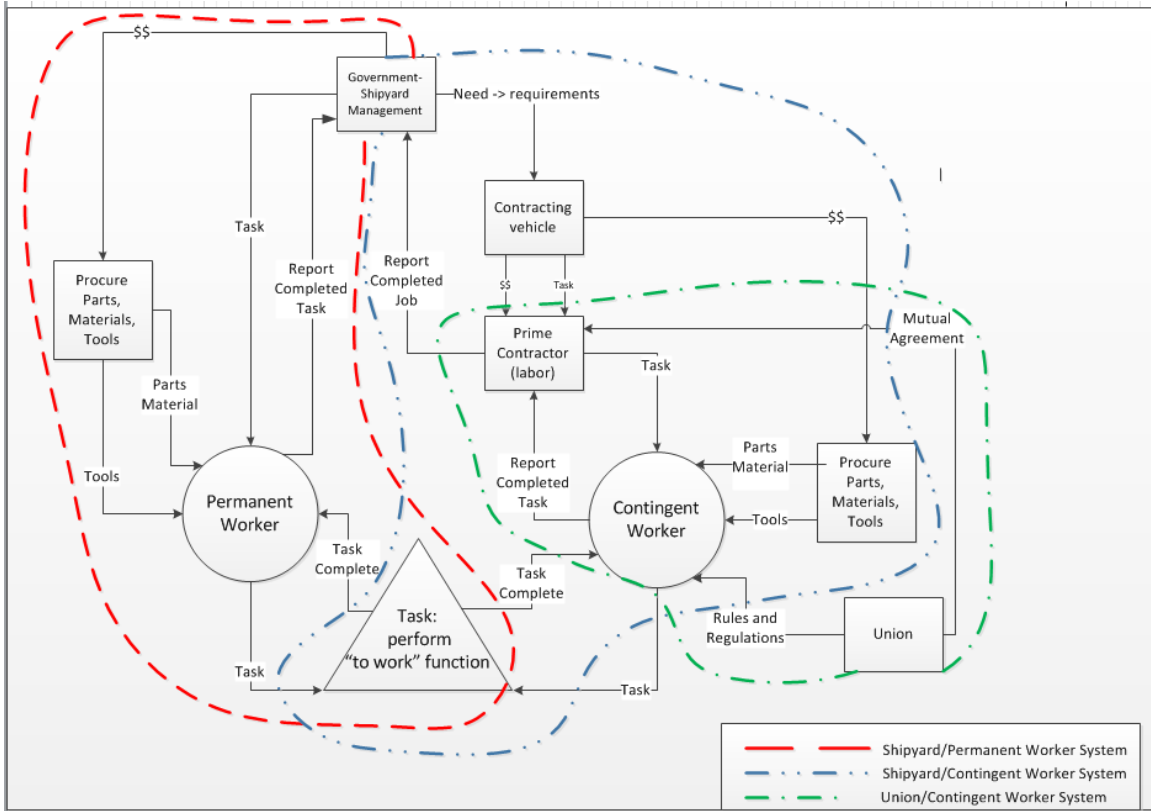 $$
Government-
Shipyard
Management
Need -> requirements
Contracting
vehicle
$$
Task
Report
Completed
Task
Report
Completed
Job
$$
Task
Procure
Parts,
Materials,
Tools
Prime
Contractor
(labor)
Mutual
Agreement
Task
Parts
Material
Tools
Permanent
Worker
Report
Completed
Task
Contingent
Worker
Parts
Material
Tools
Procure
Parts,
Materials,
Tools
Task
Complete
Task
Complete
Task:
perform
“to work” function
Rules and
Regulations
Union
Task
Task
Shipyard/Permanent Worker System
Shipyard/Contingent Worker System
Union/Contingent Worker System